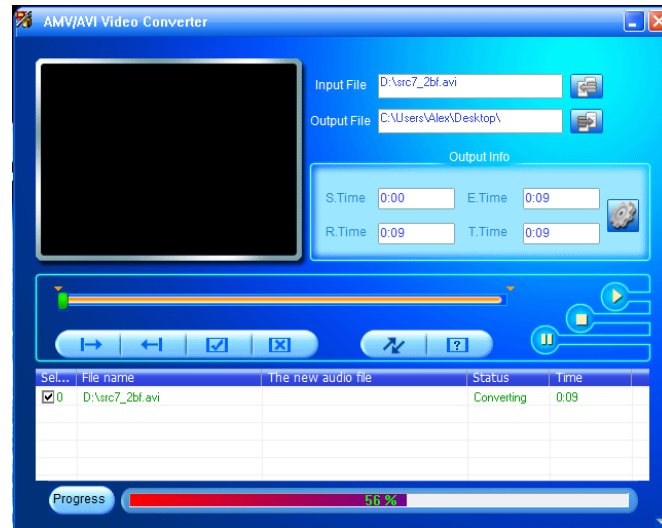 AMV/AVI Video Converter
Input File D:\src7_2bf.avi
Output File C:\Users\Alex\Desktop\
Output Info
S.Time 0:00 E.Time 0:09
R.Time 0:09 T.Time 0:09
?
Sel... File name The new audio file Status Time
0 D:\src7_2bf.avi Converting 0:09
Progress 56 %